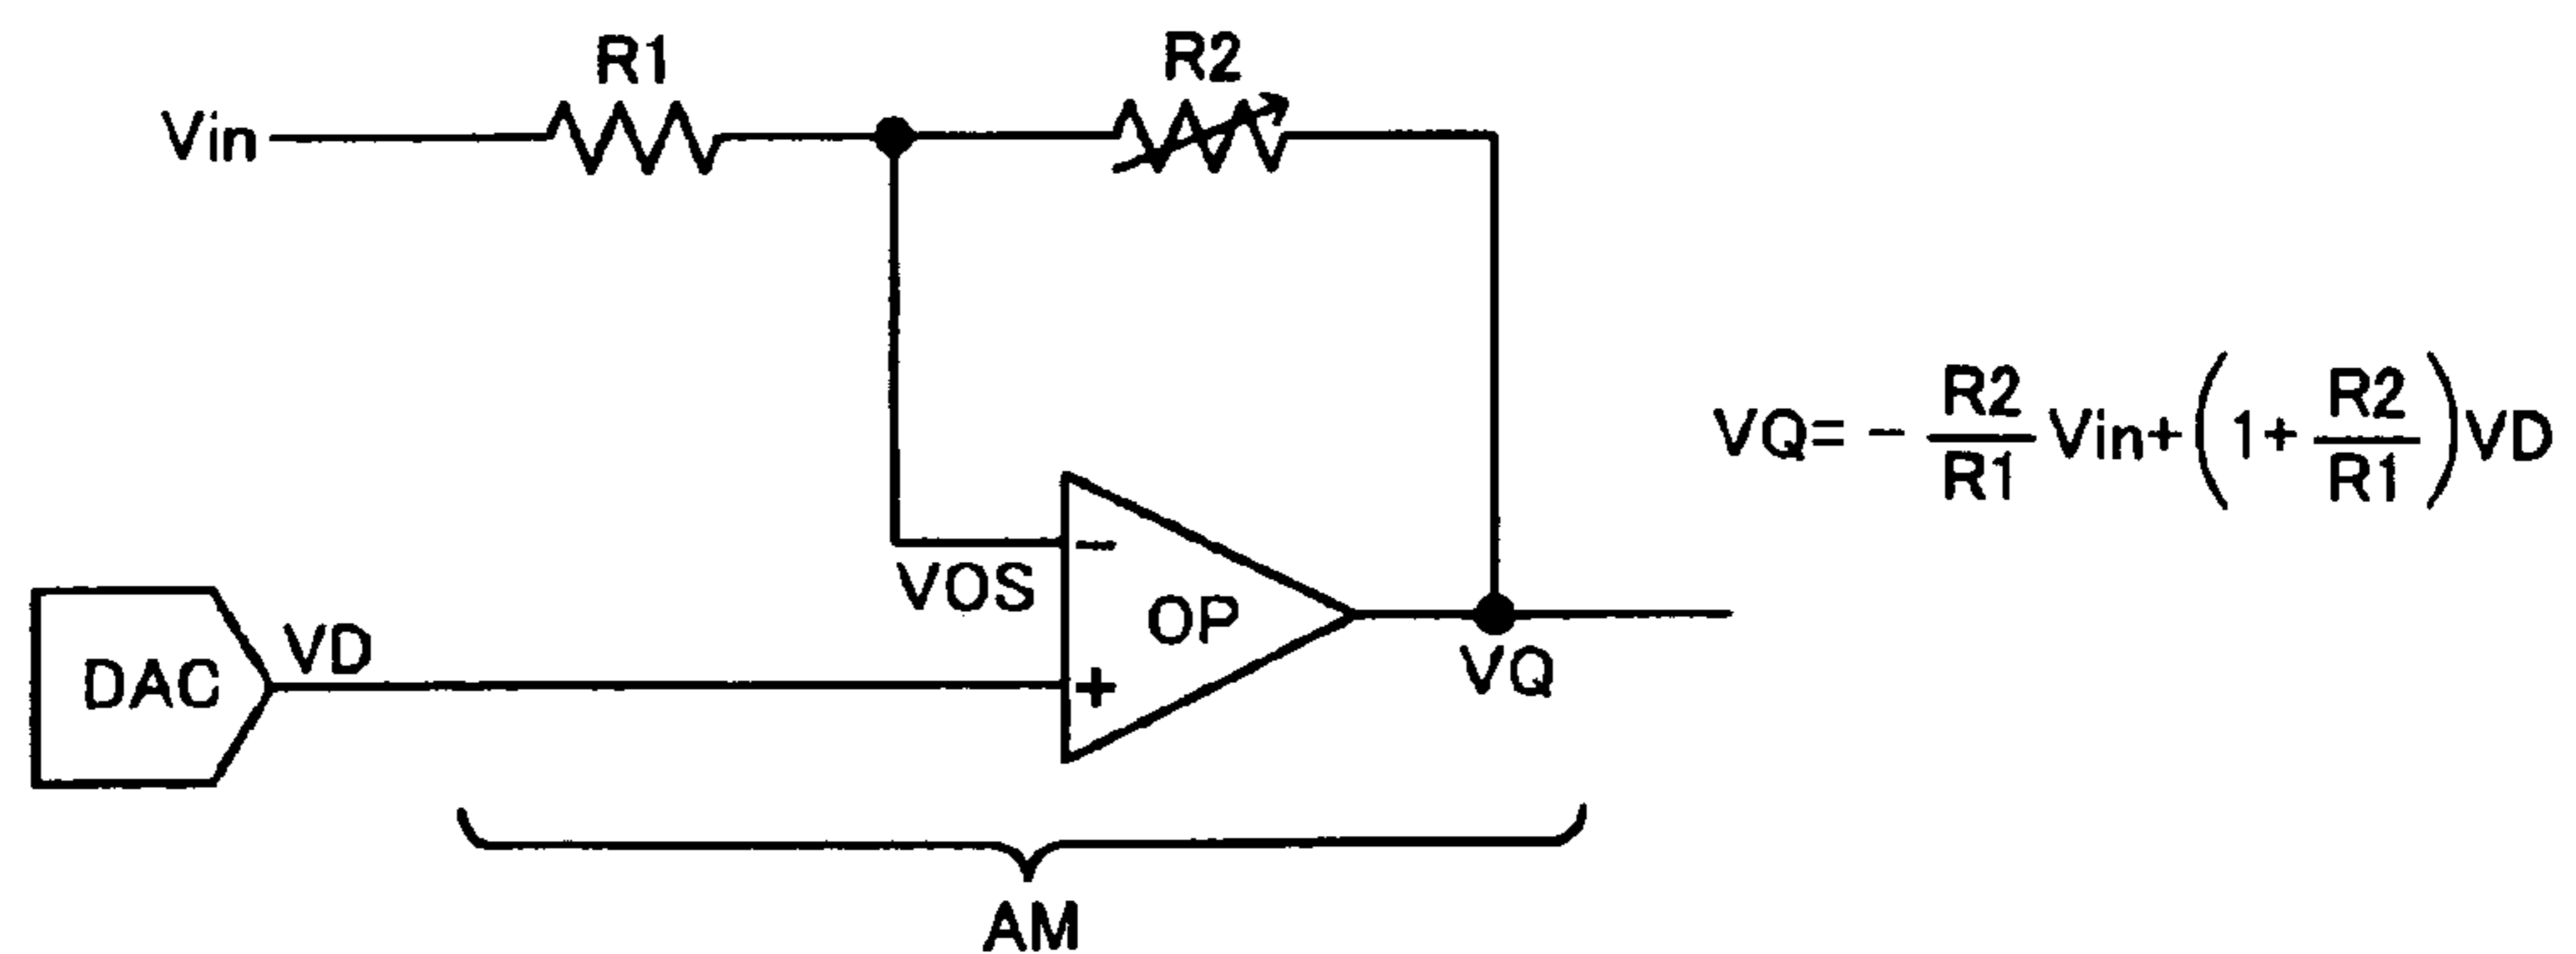 R1
R2
Vin
VQ= - R2/R1 Vin+(1+ R2/R1)VD
VOS
-
OP
+
DAC
VD
VQ
AM